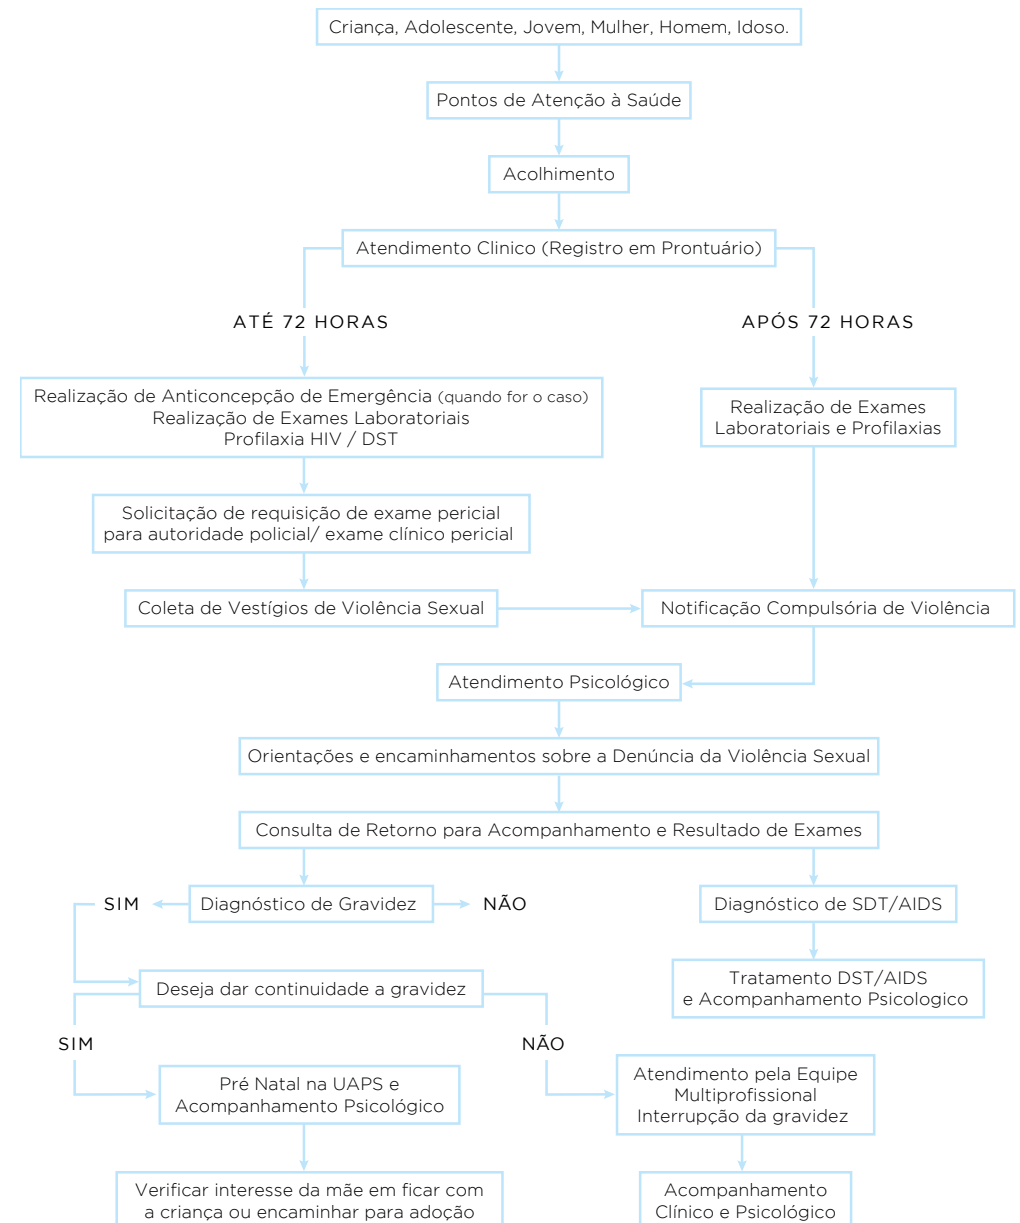 Criança, Adolescente, Jovem, Mulher, Homem, Idoso.
Pontos de Atenção à Saúde
Acolhimento
Atendimento Clinico (Registro em Prontuário)
ATÉ 72 HORAS
APÓS 72 HORAS
Realização de Anticoncepção de Emergência (quando for o caso)
Realização de Exames Laboratoriais
Profilaxia HIV / DST
Realização de Exames
Laboratoriais e Profilaxias
Solicitação de requisição de exame pericial
para autoridade policial/ exame clínico pericial
Coleta de Vestígios de Violência Sexual
Notificação Compulsória de Violência
Atendimento Psicológico
Orientações e encaminhamentos sobre a Denúncia da Violência Sexual
Consulta de Retorno para Acompanhamento e Resultado de Exames
SIM
Diagnóstico de Gravidez
NÃO
Diagnóstico de SDT/AIDS
Tratamento DST/AIDS
e Acompanhamento Psicologico
Deseja dar continuidade a gravidez
SIM
NÃO
Pré Natal na UAPS e
Acompanhamento Psicológico
Atendimento pela Equipe
Multiprofissional
Interrupção da gravidez
Verificar interesse da mãe em ficar com
a criança ou encaminhar para adoção
Acompanhamento
Clínico e Psicológico